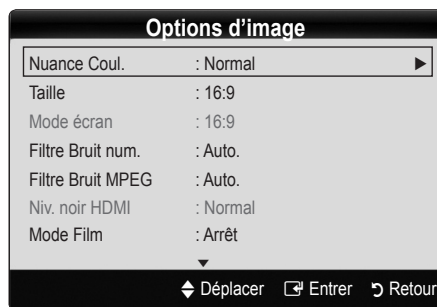 Options d'image
Nuance Coul. : Normal ▶
Taille : 16:9
Mode écran : 16:9
Filtre Bruit num. : Auto.
Filtre Bruit MPEG : Auto.
Niv. noir HDMI : Normal
Mode Film : Arrêt
Déplacer Entrer Retour